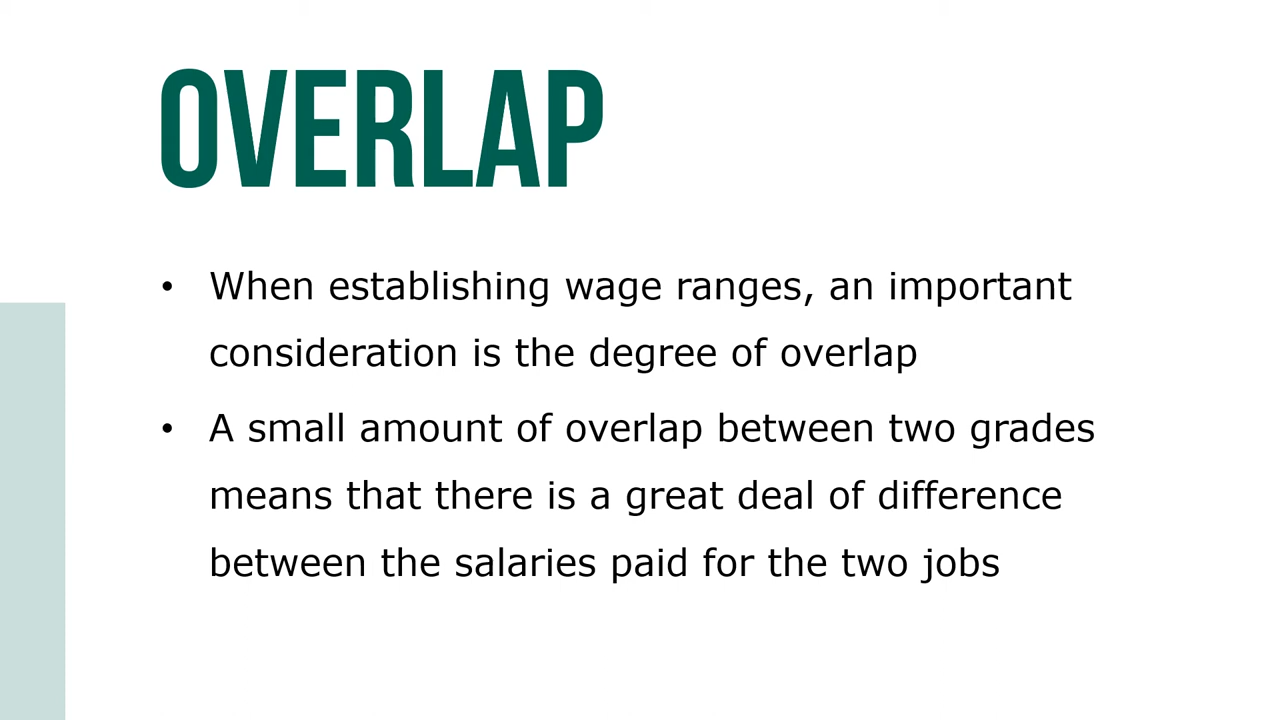 OVERLAP
• When establishing wage ranges, an important
consideration is the degree of overlap
• A small amount of overlap between two grades
means that there is a great deal of difference
between the salaries paid for the two jobs